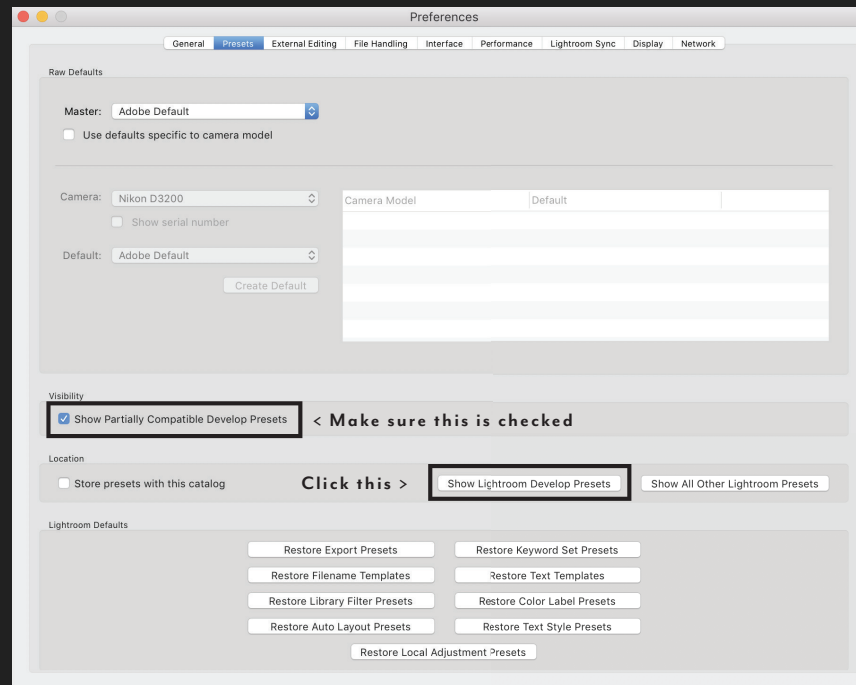 Preferences
General Presets External Editing File Handling Interface Performance Lightroom Sync Display Network
Raw Defaults
Master: Adobe Default
Use defaults specific to camera model
Camera: Nikon D3200
Camera Model Default
Show serial number
Default: Adobe Default
Create Default
Visibility
Show Partially Compatible Develop Presets < Make sure this is checked
Location
Store presets with this catalog Click this > Show Lightroom Develop Presets Show All Other Lightroom Presets
Lightroom Defaults
Restore Export Presets Restore Keyword Set Presets
Restore Filename Templates Restore Text Templates
Restore Library Filter Presets Restore Color Label Presets
Restore Auto Layout Presets Restore Text Style Presets
Restore Local Adjustment Presets